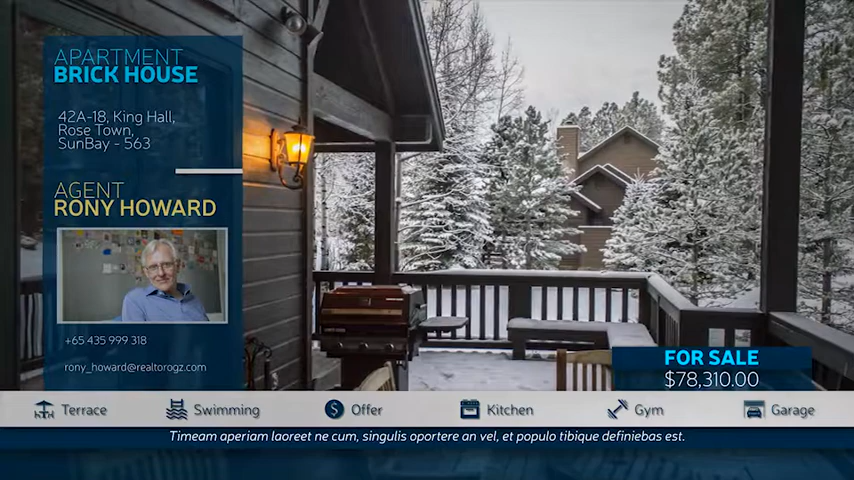 APARTMENT
BRICK HOUSE
42A-18, King Hall,
Rose Town,
SunBay - 563
AGENT
RONY HOWARD
+65 435 999 318
rony_howard@realtorogz.com
FOR SALE
$78,310.00
Terrace
Swimming
Offer
Kitchen
Gym
Garage
Timeam aperiam laoreet ne cum, singulis oportere an vel, et populo tibique definiebas est.